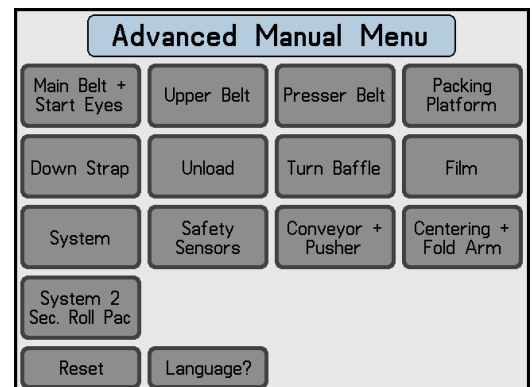 Advanced Manual Menu
Main Belt +
Start Eyes
Upper Belt
Presser Belt
Packing
Platform
Down Strap
Unload
Turn Baffle
Film
System
Safety
Sensors
Conveyor +
Pusher
Centering +
Fold Arm
System 2
Sec. Roll Pac
Reset
Language?